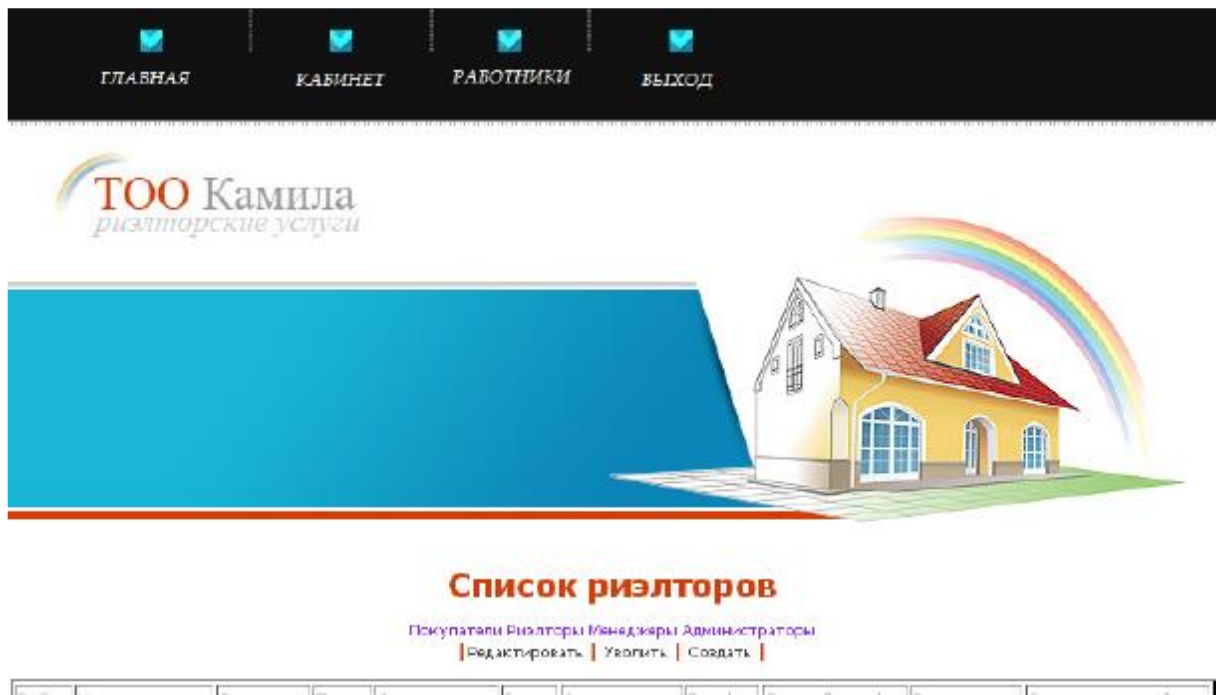 ГЛАВНАЯ КАБИНЕТ РАБОТНИКИ ВЫХОД
ТОО Камила
риэлторские услуги
Список риэлторов
Покупатели Риэлторы Менеджеры Администраторы
Редактировать Уволить Создать